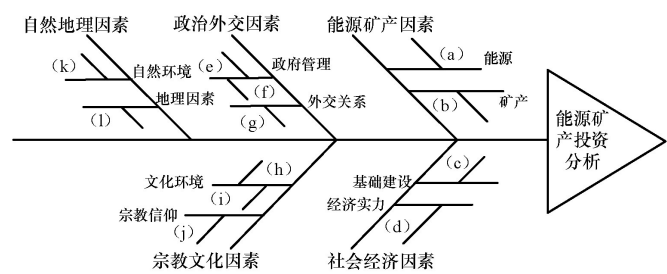 自然地理因素
政治外交因素
能源矿产因素
(k)
自然环境
(l)
地理因素
(e)
政府管理
(f)
(g)
外交关系
(a)
能源
(b)
矿产
能源矿
产投资
分析
(h)
文化环境
(i)
宗教信仰
(j)
(c)
基础建设
经济实力
(d)
宗教文化因素
社会经济因素